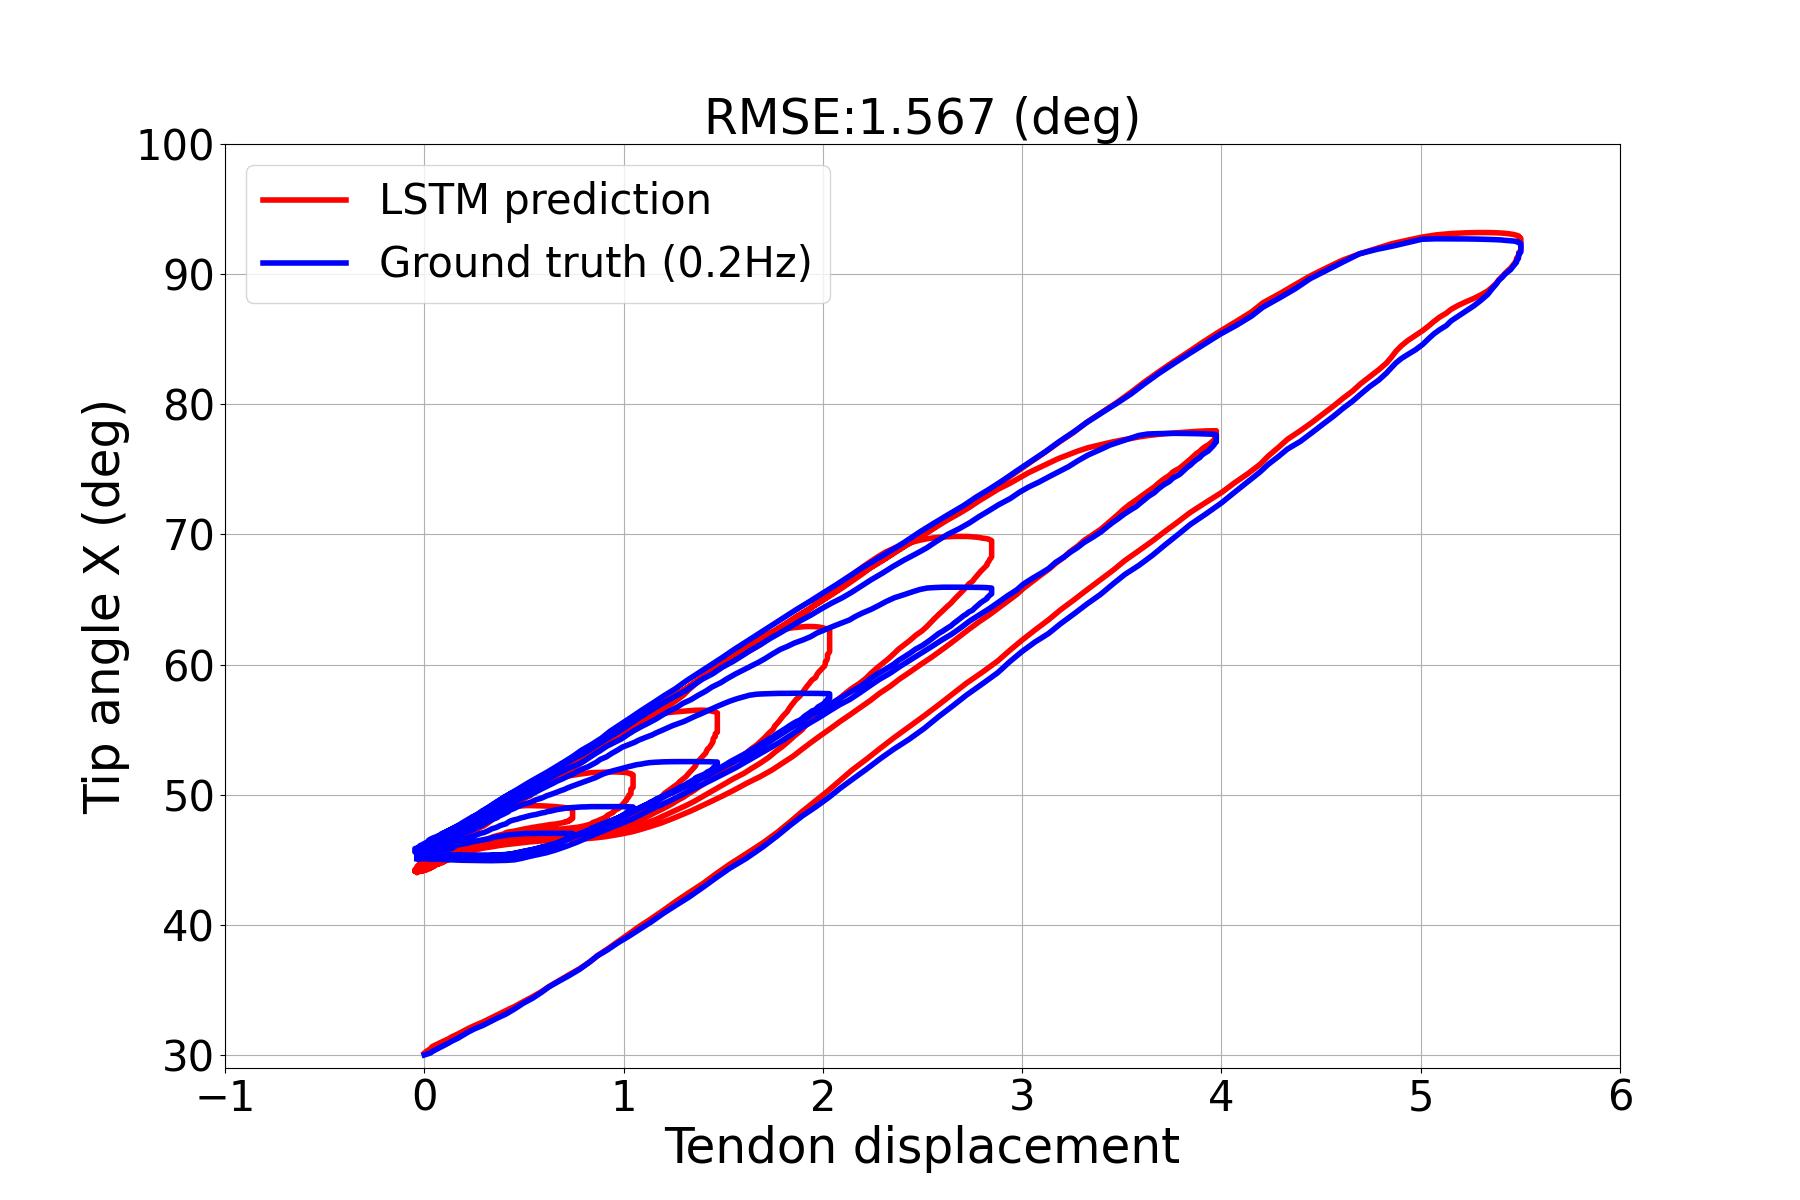 RMSE:1.567 (deg)
100
90
80
70
60
50
40
30
Tip angle X (deg)
LSTM prediction
Ground truth (0.2Hz)
−1 0 1 2 3 4 5 6
Tendon displacement